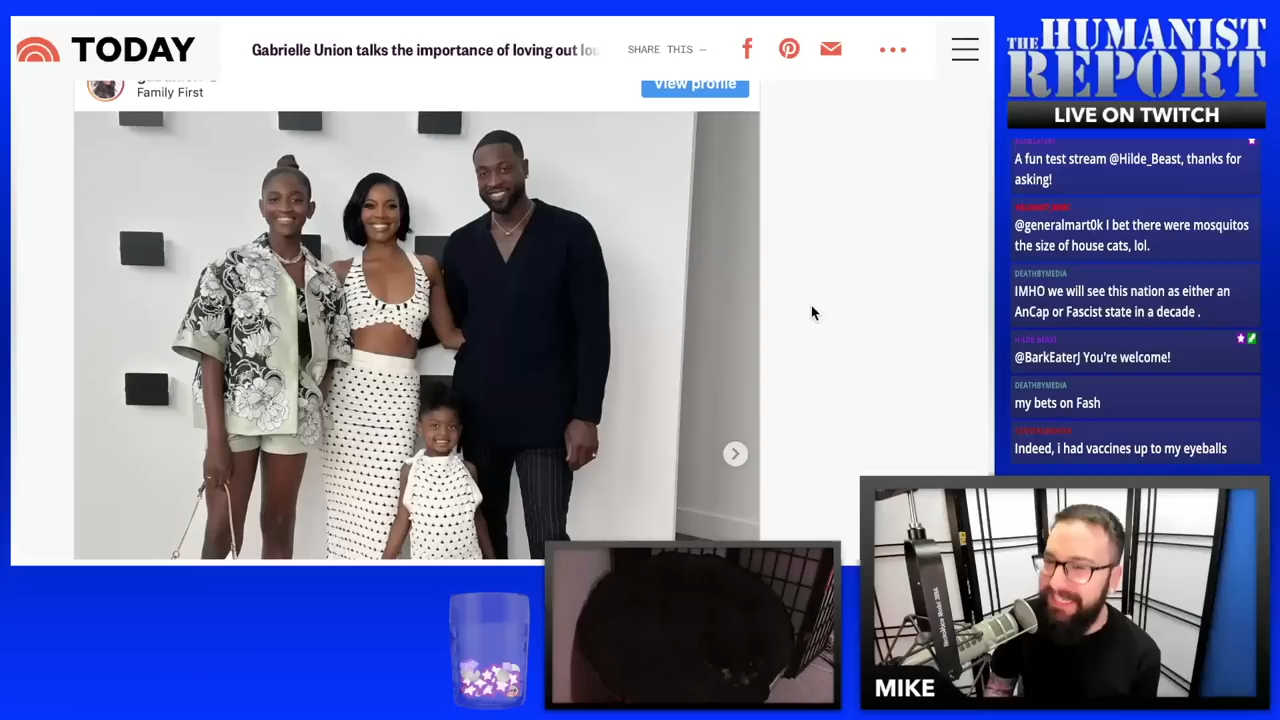 TODAY
Gabrielle Union talks the importance of loving out lou
SHARE THIS —
Family First
View profile
THE HUMANIST
REPORT
LIVE ON TWITCH
A fun test stream @Hilde_Beast, thanks for
asking!
@generalmart0k I bet there were mosquitos
the size of house cats, lol.
DEATHBYMEDIA
IMHO we will see this nation as either an
AnCap or Fascist state in a decade .
HILDE BEAST
@BarkEaterJ You're welcome!
DEATHBYMEDIA
my bets on Fash
Indeed, i had vaccines up to my eyeballs
MIKE